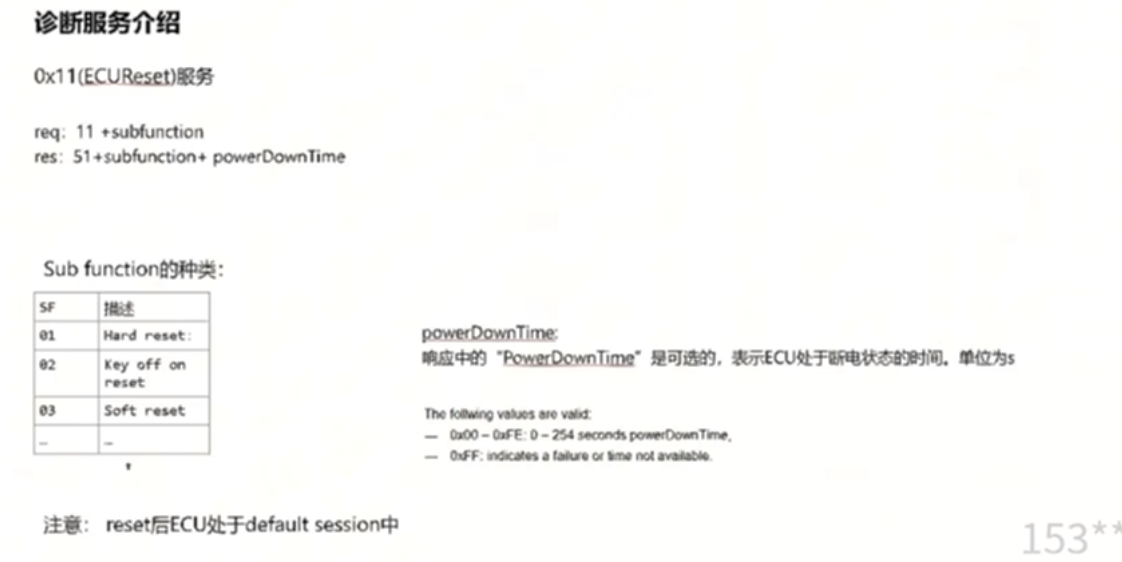 诊断服务介绍
0x11(ECUReset)服务
req: 11 +subfunction
res: 51+subfunction+ powerDownTime
Sub function的种类:
SF 描述
01 Hard reset:
02 Key off on
reset
03 Soft reset
… …
powerDownTime:
响应中的“PowerDownTime”是可选的，表示ECU处于断电状态的时间。单位为s
The follwing values are valid:
— 0x00 – 0xFE: 0 – 254 seconds powerDownTime,
— 0xFF: indicates a failure or time not available.
注意: reset后ECU处于default session中
153**